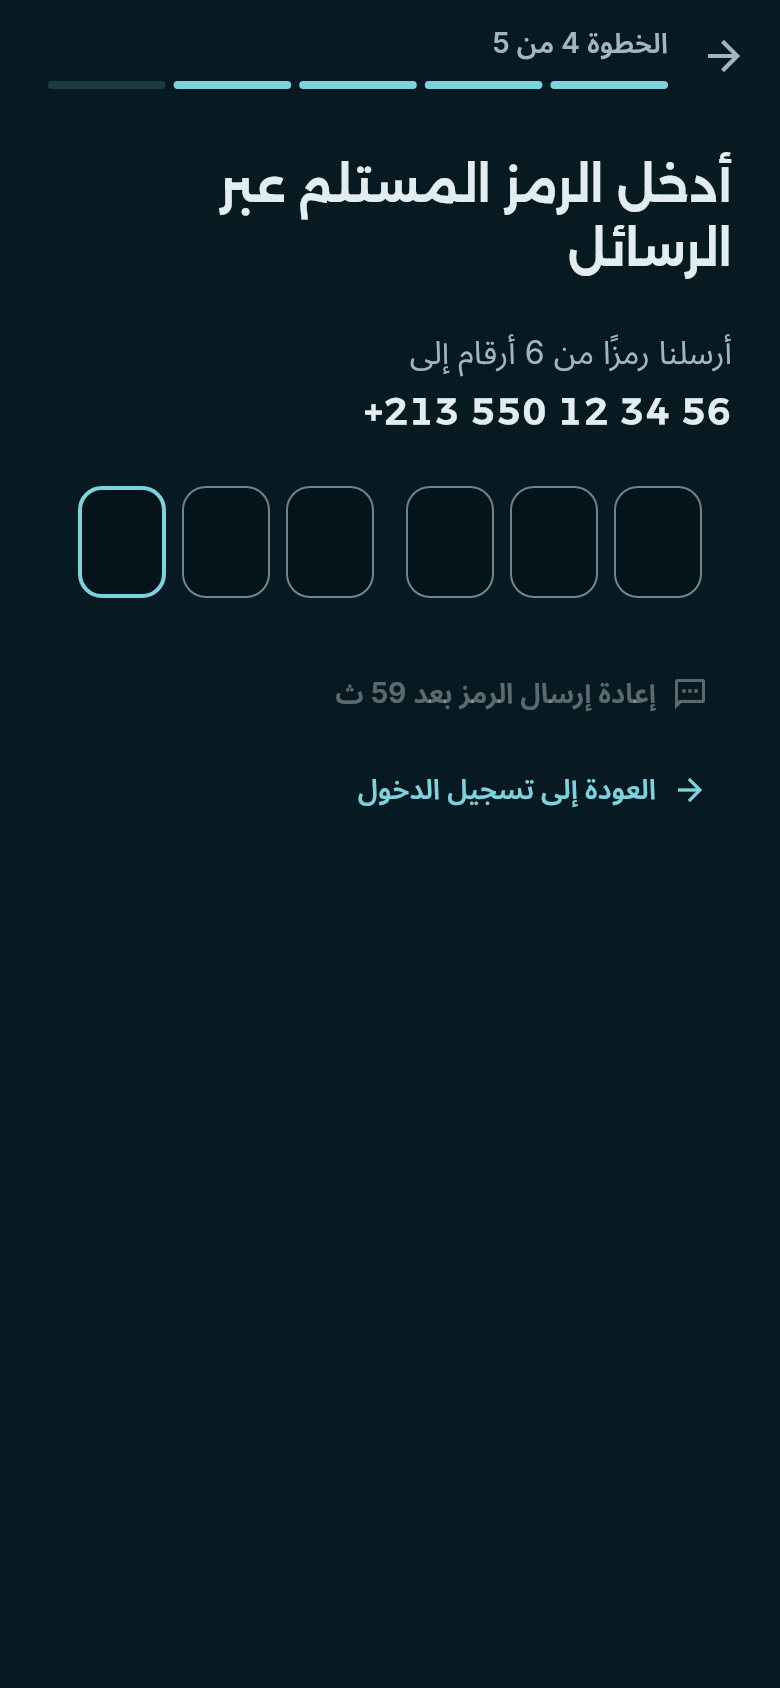 الخطوة 4 من 5
أدخل الرمز المستلم عبر
الرسائل
أرسلنا رمزًا من 6 أرقام إلى
+213 550 12 34 56
إعادة إرسال الرمز بعد 59 ث
العودة إلى تسجيل الدخول